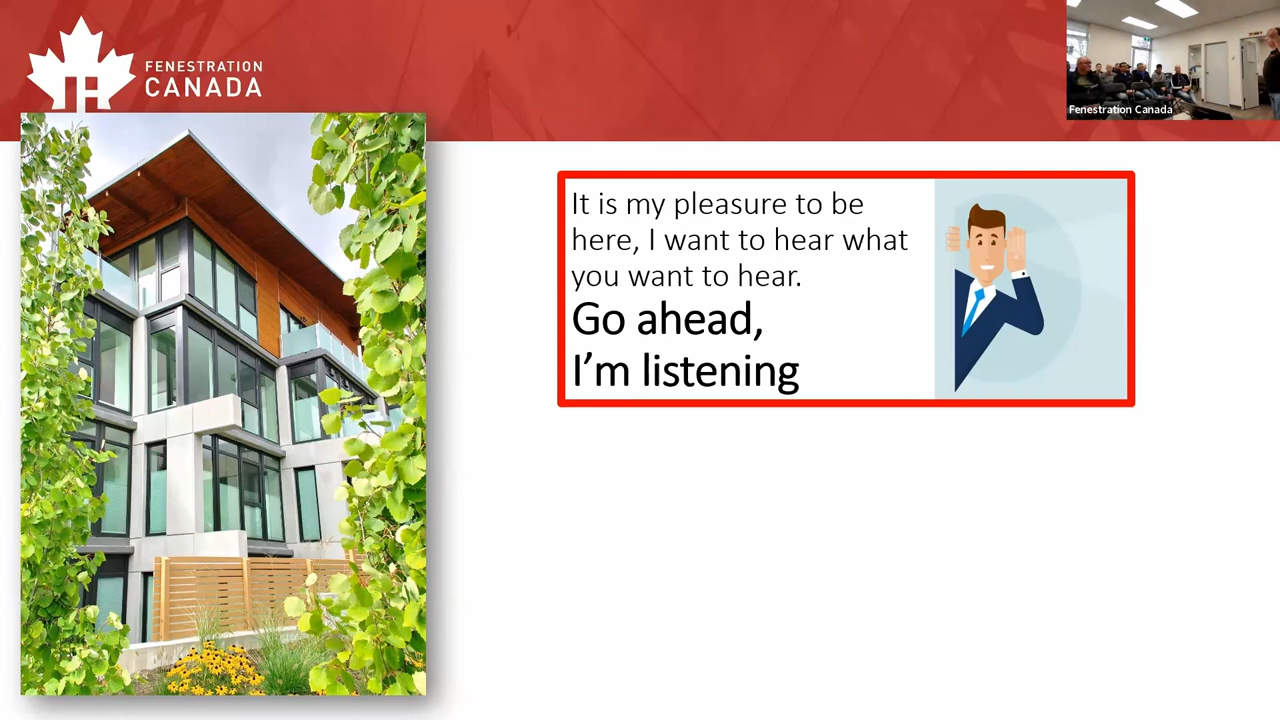 FENESTRATION
CANADA
Fenestration Canada
It is my pleasure to be
here, I want to hear what
you want to hear.
Go ahead,
I’m listening